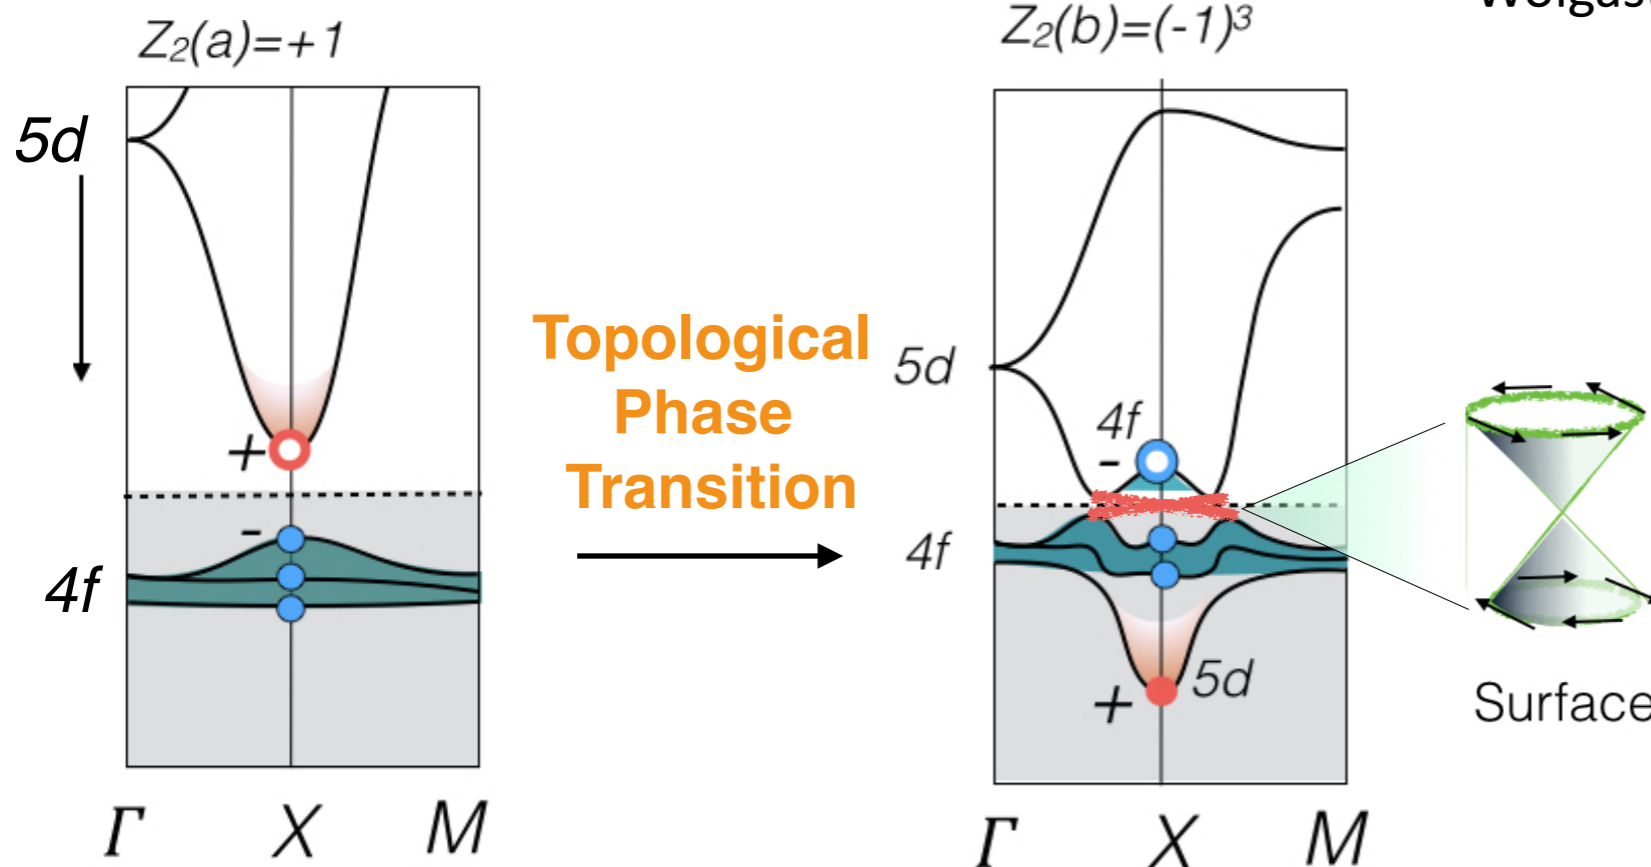 Z₂(a)=+1
Z₂(b)=(-1)³
5d
+
-
4f
Γ X M
Topological
Phase
Transition
5d
4f
-
4f
+
5d
Γ X M
Surface